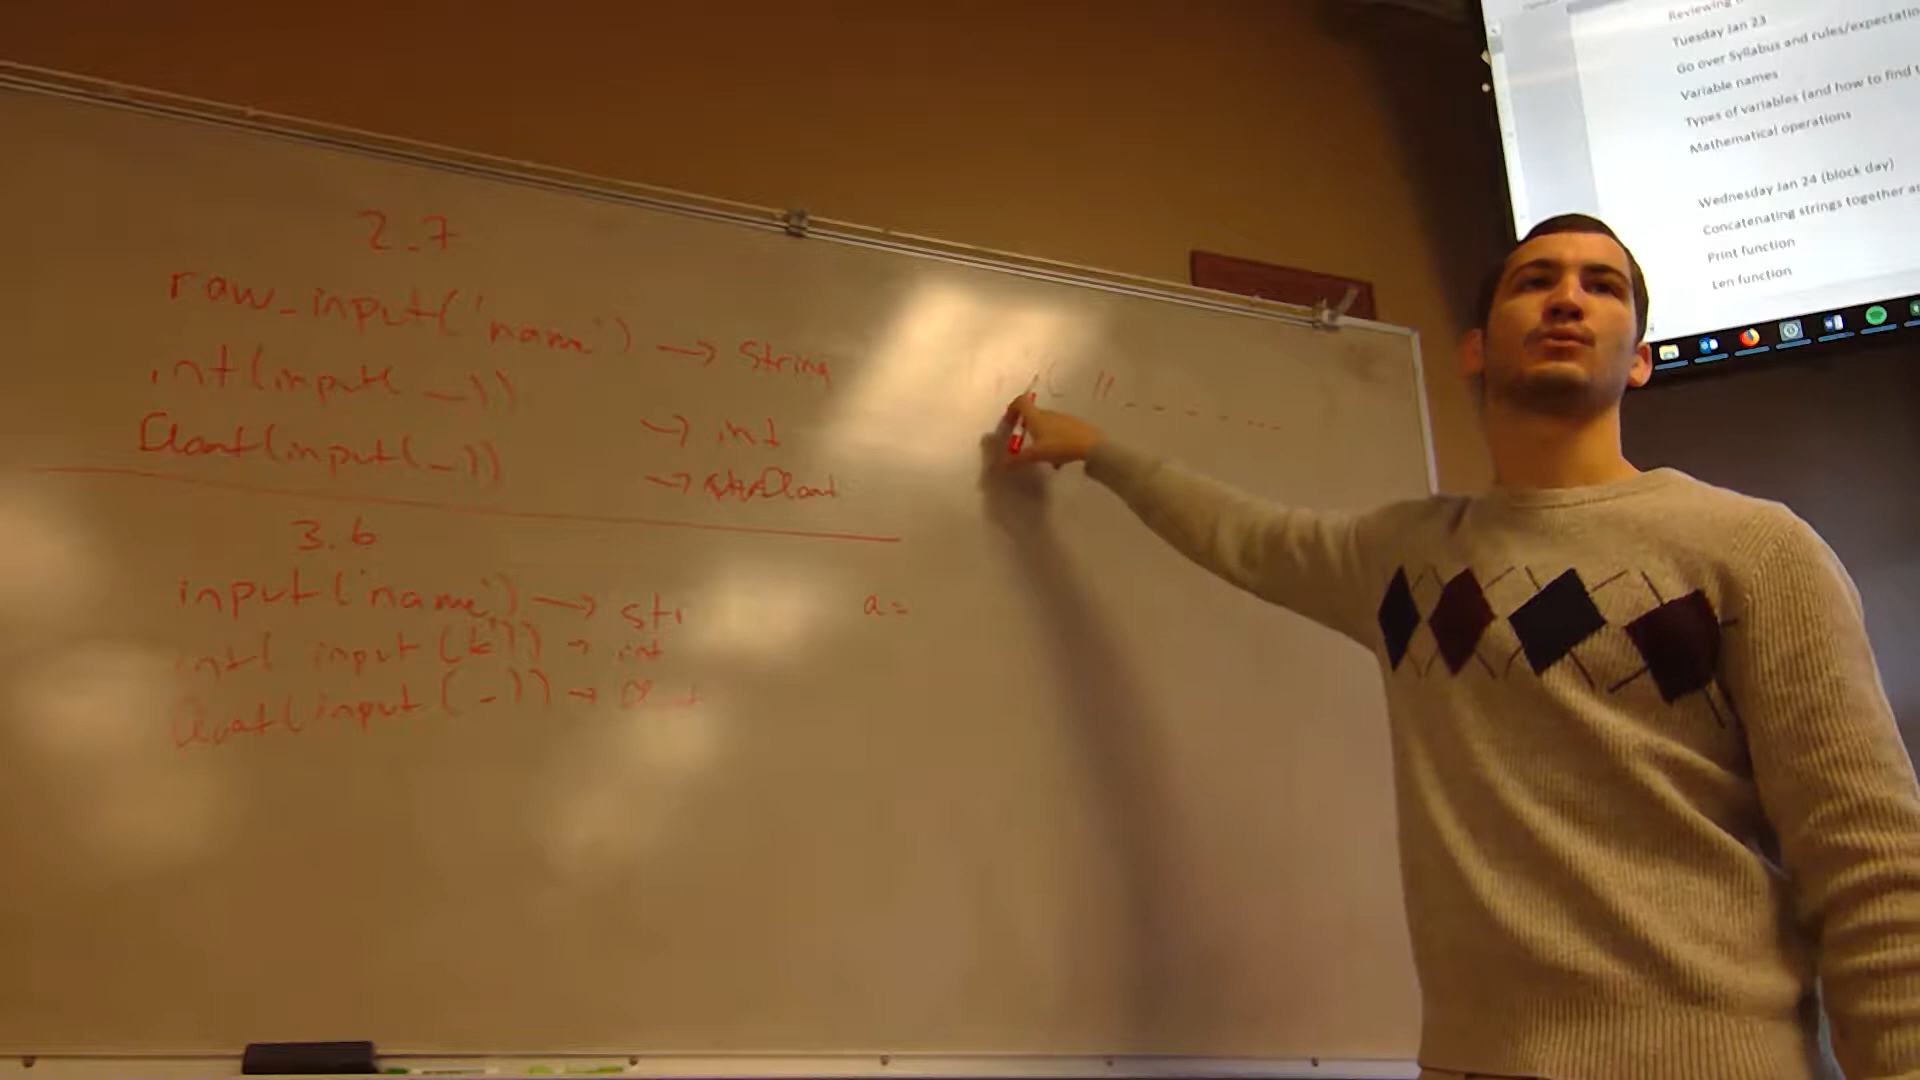 2.7
raw_input('name') → String
int(input(_)) → int
float(input(_)) → float
3.6
input('name') → str
int( input ( )) → int
float(input (-)) →
a =
(" - - - - ...
Reviewing
Tuesday Jan 23
Go over Syllabus and rules/expectatio
Variable names
Types of variables (and how to find t
Mathematical operations
Wednesday Jan 24 (block day)
Concatenating strings together a
Print function
Len function